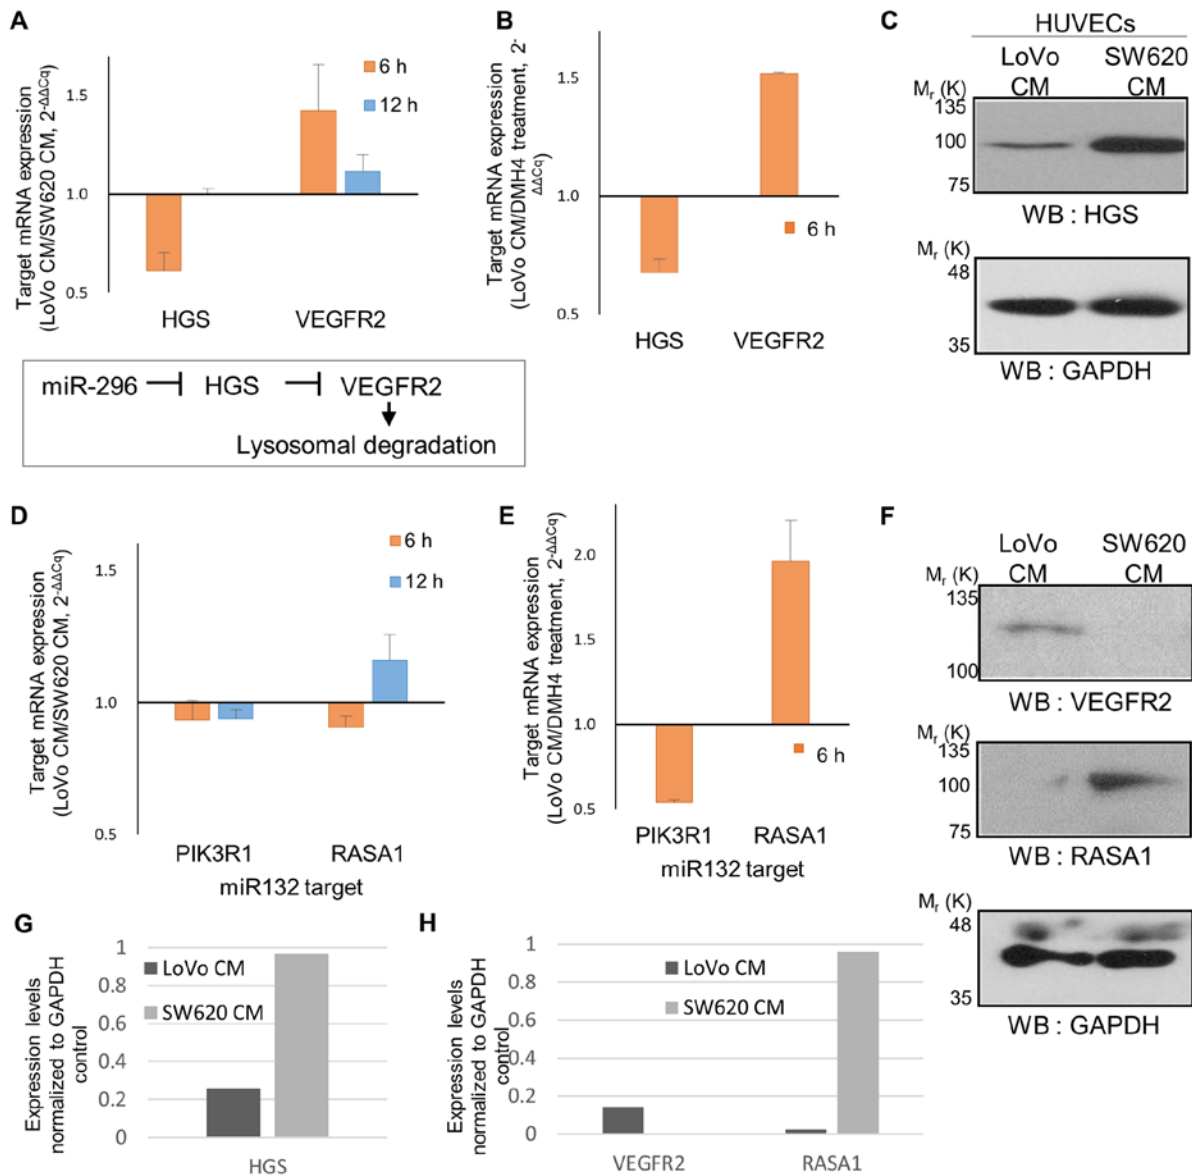 A
Target mRNA expression
(LoVo CM/SW620 CM, 2-ΔΔCq)
1.5
1.0
0.5
6 h
12 h
HGS
VEGFR2
B
Target mRNA expression
(LoVo CM/DMH4 treatment, 2-
ΔΔCq)
1.5
1.0
0.5
6 h
HGS
VEGFR2
C
HUVECs
LoVo CM
SW620 CM
Mr (K)
135
100
75
WB : HGS
Mr (K)
48
35
WB : GAPDH
miR-296
HGS
VEGFR2
Lysosomal degradation
D
Target mRNA expression
(LoVo CM/SW620 CM, 2-ΔΔCq)
1.5
1.0
0.5
6 h
12 h
PIK3R1
RASA1
miR132 target
E
Target mRNA expression
(LoVo CM/DMH4 treatment, 2-ΔΔCq)
2.0
1.5
1.0
0.5
6 h
PIK3R1
RASA1
F
LoVo CM
SW620 CM
Mr (K)
135
100
WB : VEGFR2
Mr (K)
135
100
75
WB : RASA1
Mr (K)
48
35
WB : GAPDH
G
Expression levels
normalized to GAPDH
control
1
0.8
0.6
0.4
0.2
0
LoVo CM
SW620 CM
HGS
H
Expression levels
normalized to GAPDH
control
1
0.8
0.6
0.4
0.2
0
LoVo CM
SW620 CM
VEGFR2
RASA1